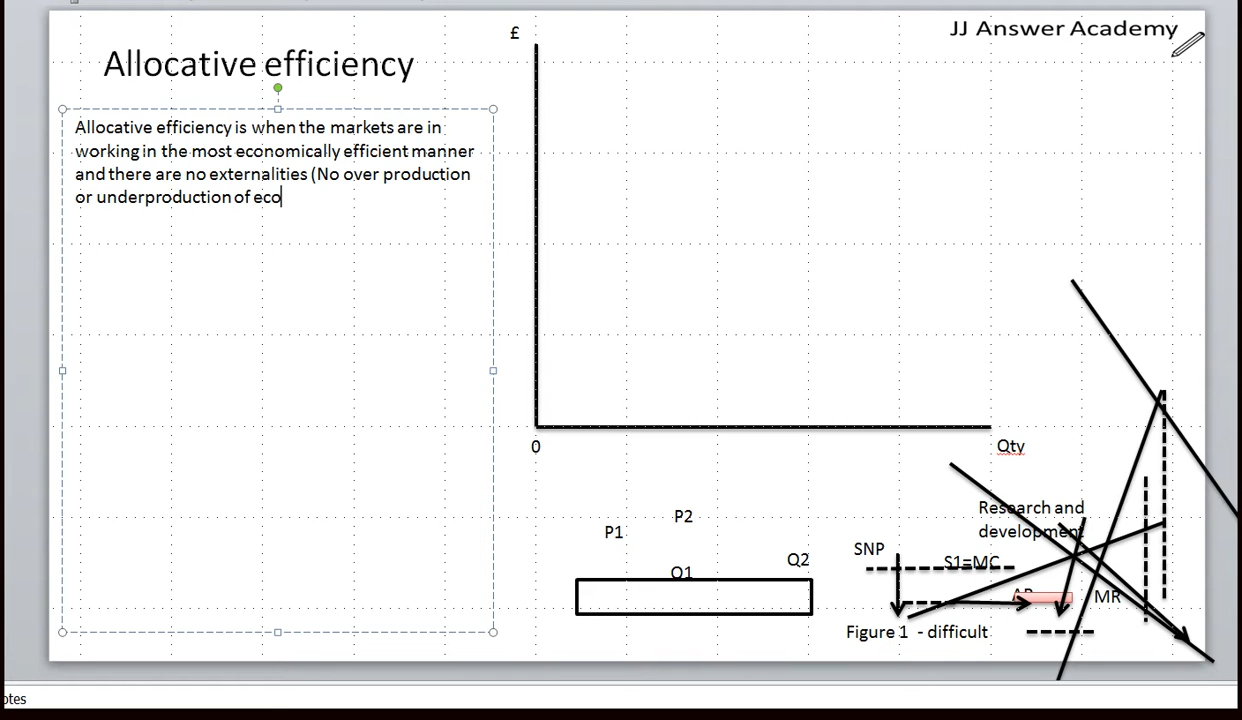 JJ Answer Academy
£
Allocative efficiency
Allocative efficiency is when the markets are in
working in the most economically efficient manner
and there are no externalities (No over production
or underproduction of eco
0
Qty
Research and
development
P2
P1
SNP
Q2
S1=MC
Q1
AR
MR
Figure 1 - difficult
otes